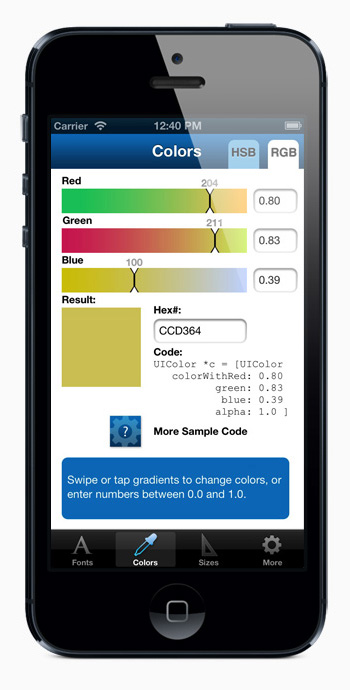 Carrier 12:40 PM
Colors HSB RGB
Red
204
0.80
Green
211
0.83
Blue
100
0.39
Result:
Hex#:
CCD364
Code:
UIColor *c = [UIColor
colorWithRed: 0.80
green: 0.83
blue: 0.39
alpha: 1.0 ]
?
More Sample Code
Swipe or tap gradients to change colors, or
enter numbers between 0.0 and 1.0.
A
Fonts Colors Sizes More